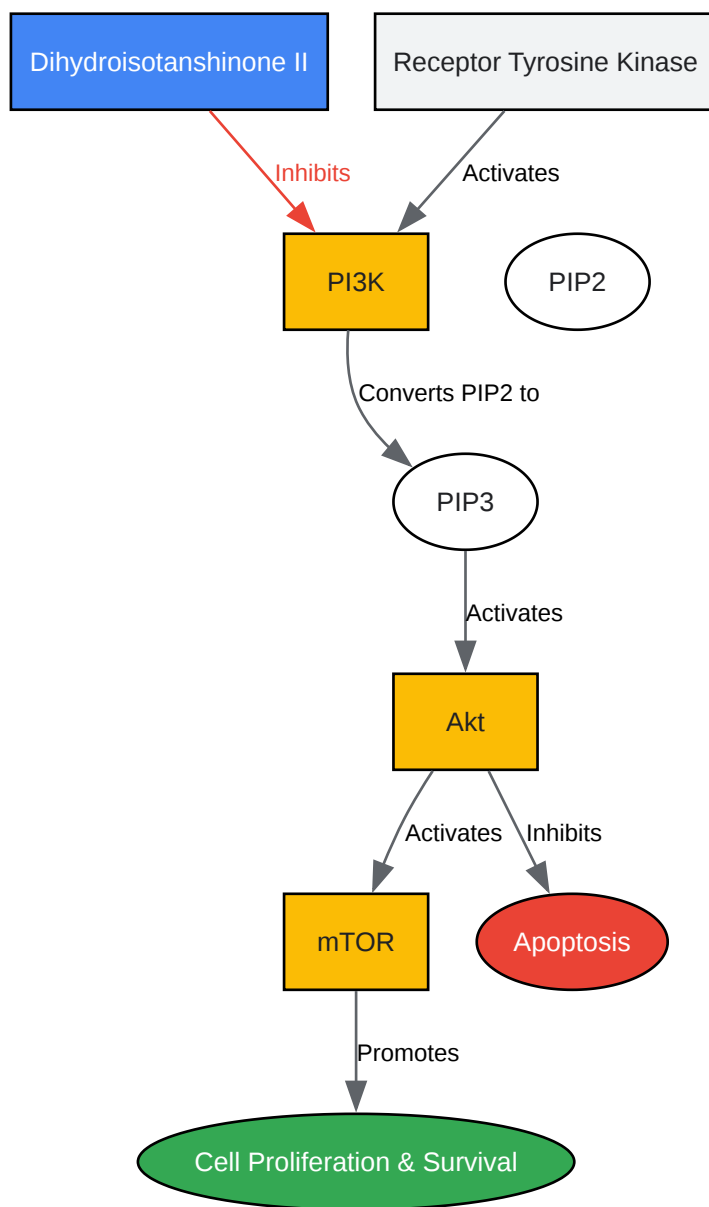 Dihydroisotanshinone II
Receptor Tyrosine Kinase
Inhibits
Activates
PI3K
PIP2
Converts PIP2 to
PIP3
Activates
Akt
Activates
Inhibits
mTOR
Apoptosis
Promotes
Cell Proliferation & Survival